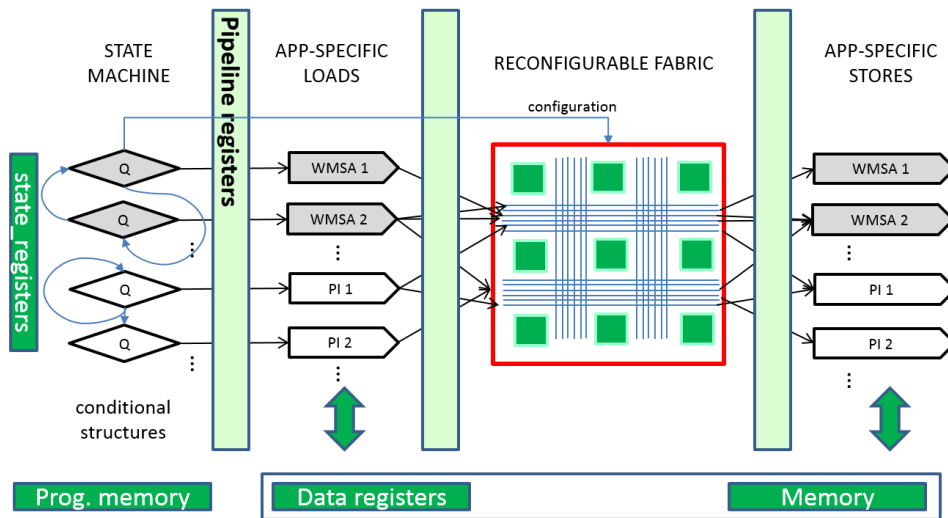 STATE
MACHINE
Pipeline registers
APP-SPECIFIC
LOADS
RECONFIGURABLE FABRIC
APP-SPECIFIC
STORES
configuration
state_registers
Q
WMSA 1
WMSA 1
Q
WMSA 2
WMSA 2
⋮
⋮
⋮
Q
PI 1
PI 1
Q
PI 2
PI 2
⋮
⋮
⋮
conditional
structures
Prog. memory
Data registers
Memory